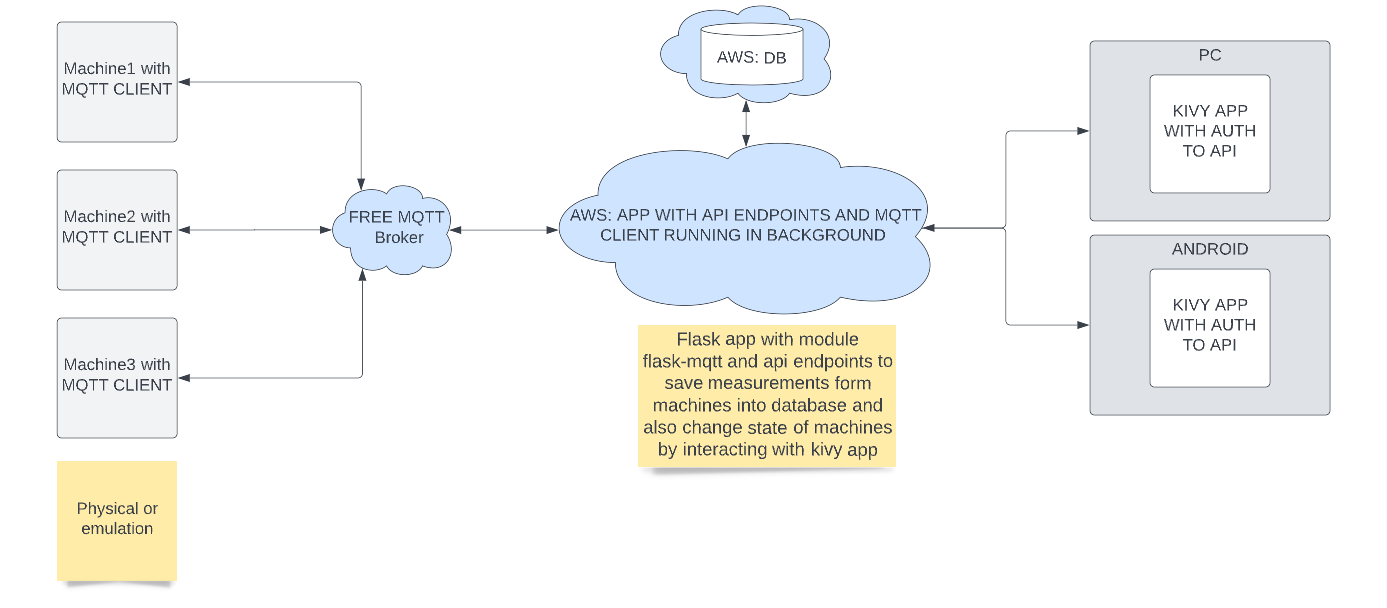 Machine1 with
MQTT CLIENT
Machine2 with
MQTT CLIENT
Machine3 with
MQTT CLIENT
Physical or
emulation
FREE MQTT
Broker
AWS: DB
AWS: APP WITH API ENDPOINTS AND MQTT
CLIENT RUNNING IN BACKGROUND
Flask app with module
flask-mqtt and api endpoints to
save measurements form
machines into database and
also change state of machines
by interacting with kivy app
PC
KIVY APP
WITH AUTH
TO API
ANDROID
KIVY APP
WITH AUTH
TO API